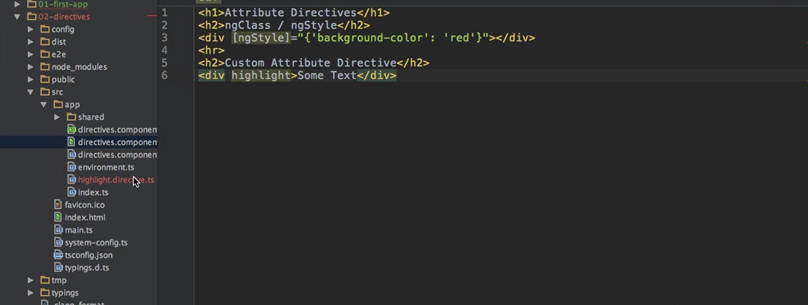 01-first-app
02-directives
config
dist
e2e
node_modules
public
src
app
shared
directives.componen
directives.componen
directives.componen
environment.ts
highlight.directive.ts
index.ts
favicon.ico
index.html
main.ts
system-config.ts
tsconfig.json
typings.d.ts
tmp
typings
.clang-format
1 <h1>Attribute Directives</h1>
2 <h2>ngClass / ngStyle</h2>
3 <div [ngStyle]="{'background-color': 'red'}"></div>
4 <hr>
5 <h2>Custom Attribute Directive</h2>
6 <div highlight>Some Text</div>